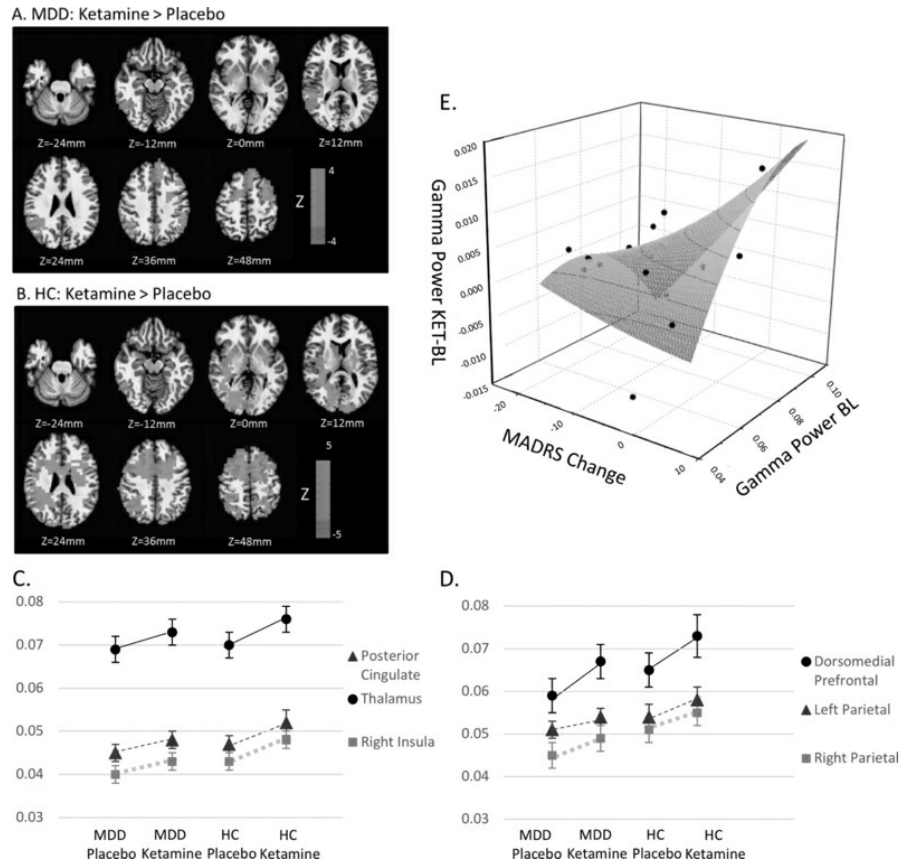 A. MDD: Ketamine > Placebo
Z=-24mm
Z=-12mm
Z=0mm
Z=12mm
Z=24mm
Z=36mm
Z=48mm
Z
4
-4
B. HC: Ketamine > Placebo
Z=-24mm
Z=-12mm
Z=0mm
Z=12mm
Z=24mm
Z=36mm
Z=48mm
Z
5
-5
E.
Gamma Power KET-BL
0.020
0.015
0.010
0.005
0.000
-0.005
-0.010
-0.015
-20
-10
0
10
MADRS Change
0.04
0.06
0.08
0.10
Gamma Power BL
C.
0.08
0.07
0.06
0.05
0.04
0.03
MDD
Placebo
MDD
Ketamine
HC
Placebo
HC
Ketamine
Posterior
Cingulate
Thalamus
Right Insula
D.
0.08
0.07
0.06
0.05
0.04
0.03
MDD
Placebo
MDD
Ketamine
HC
Placebo
HC
Ketamine
Dorsomedial
Prefrontal
Left Parietal
Right Parietal